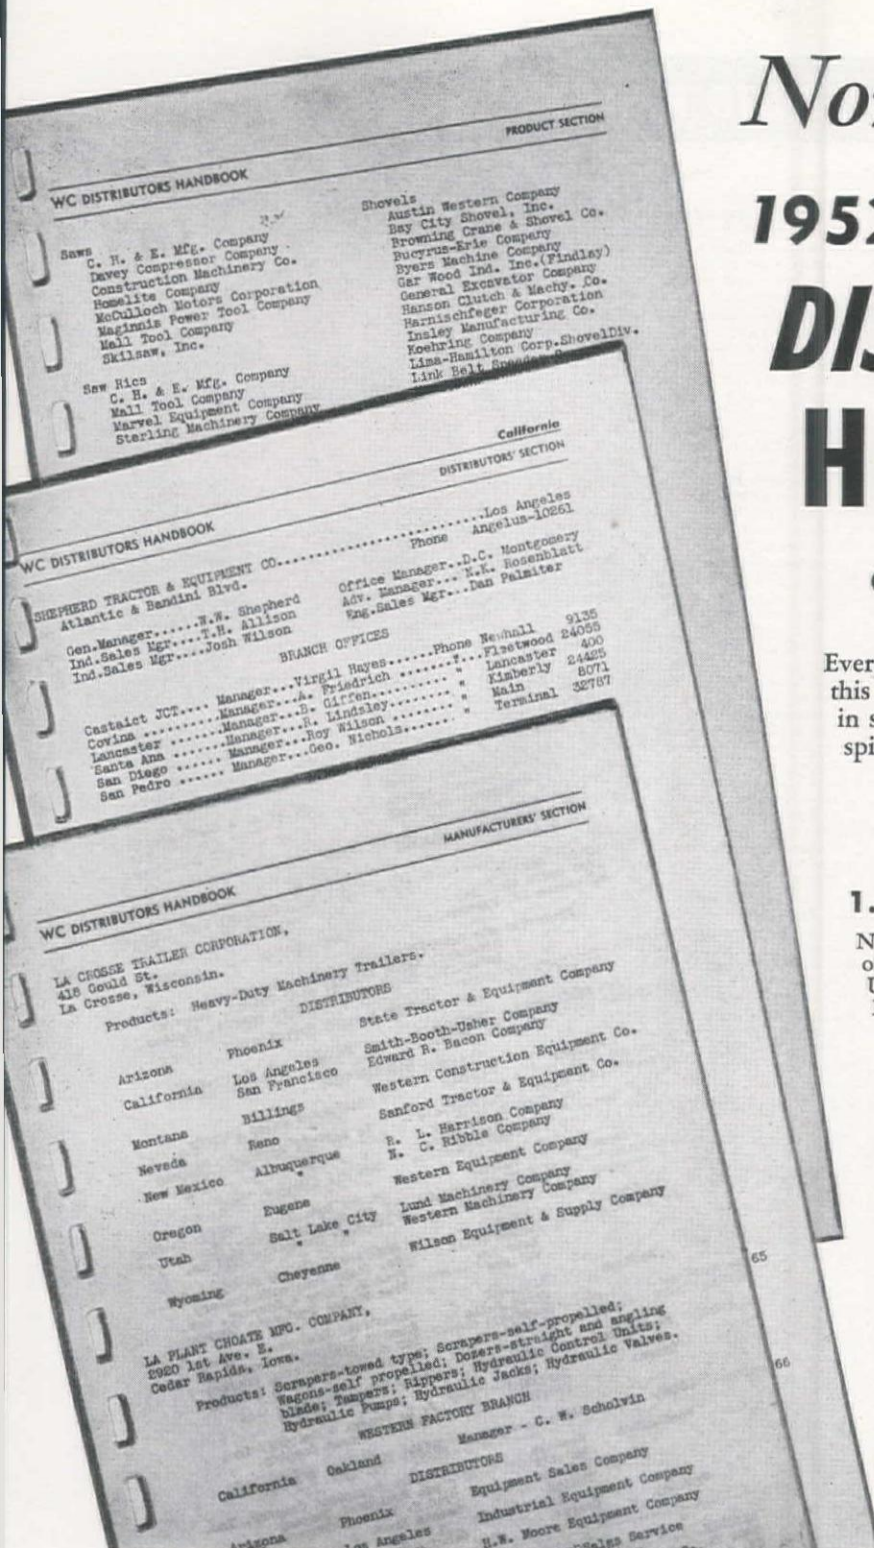 PRODUCT SECTION
WC DISTRIBUTORS HANDBOOK
Saws
C. H. & E. Mfg. Company
Davey Compressor Company
Construction Machinery Co.
Homelite Company
McCulloch Motors Corporation
Maginnis Power Tool Company
Mall Tool Company
Skilsaw, Inc.
Saw Rigs
C. H. & E. Mfg. Company
Mall Tool Company
Marvel Equipment Company
Sterling Machinery Company
Shovels
Austin Western Company
Bay City Shovel, Inc.
Browning Crane & Shovel Co.
Bucyrus-Erie Company
Byers Machine Company
Gar Wood Ind. Inc.(Findlay)
General Excavator Company
Hanson Clutch & Machy. Co.
Harnischfeger Corporation
Insley Manufacturing Co.
Koehring Company
Lima-Hamilton Corp.ShovelDiv.
Link Belt Speeder
California
DISTRIBUTORS' SECTION
WC DISTRIBUTORS HANDBOOK
SHEPHERD TRACTOR & EQUIPMENT CO..........................Los Angeles
Atlantic & Bandini Blvd. Phone Angelus-10261
Gen.Manager......W.W. Shepherd Office Manager..D.C. Montgomery
Ind.Sales Mgr....T.H. Allison Adv. Manager... N.K. Rosenblatt
Ind.Sales Mgr....Josh Wilson Eng.Sales Mgr...Dan Palmiter
BRANCH OFFICES
Castaict JCT.... Manager...Virgil Hayes......Phone Newhall 9135
Covina ..........Manager...A. Friedrich ......."...Fleetwood 24055
Lancaster .......Manager...B. Giffen.......... " Lancaster 400
Santa Ana .......Manager...R. Lindsley........ " Kimberly 24425
San Diego ...... Manager...Roy Wilson ........ " Main 8071
San Pedro ...... Manager...Geo. Nichols....... " Terminal 32787
MANUFACTURERS' SECTION
WC DISTRIBUTORS HANDBOOK
LA CROSSE TRAILER CORPORATION,
418 Gould St.
La Crosse, Wisconsin.
Products: Heavy-Duty Machinery Trailers.
DISTRIBUTORS
Arizona Phoenix State Tractor & Equipment Company
California Los Angeles Smith-Booth-Usher Company
San Francisco Edward R. Bacon Company
Montana Billings Western Construction Equipment Co.
Nevada Reno Sanford Tractor & Equipment Co.
New Mexico Albuquerque R. L. Harrison Company
" N. C. Ribble Company
Oregon Eugene Western Equipment Company
Utah Salt Lake City Lund Machinery Company
" " Western Machinery Company
Wyoming Cheyenne Wilson Equipment & Supply Company
65
LA PLANT CHOATE MFG. COMPANY,
2920 1st Ave. E.
Cedar Rapids, Iowa.
Products: Scrapers-towed type; Scrapers-self-propelled;
Wagons-self propelled; Dozers-straight and angling
blade; Tampers; Rippers; Hydraulic Control Units;
Hydraulic Pumps; Hydraulic Jacks; Hydraulic Valves.
66
WESTERN FACTORY BRANCH
California Oakland Manager - C. W. Scholvin
DISTRIBUTORS
Arizona Phoenix Equipment Sales Company
Los Angeles Industrial Equipment Company
H.W. Moore Equipment Company
Sales Service
1952
DIS
H
Ever
this
in s
spi
1.
N
o
U